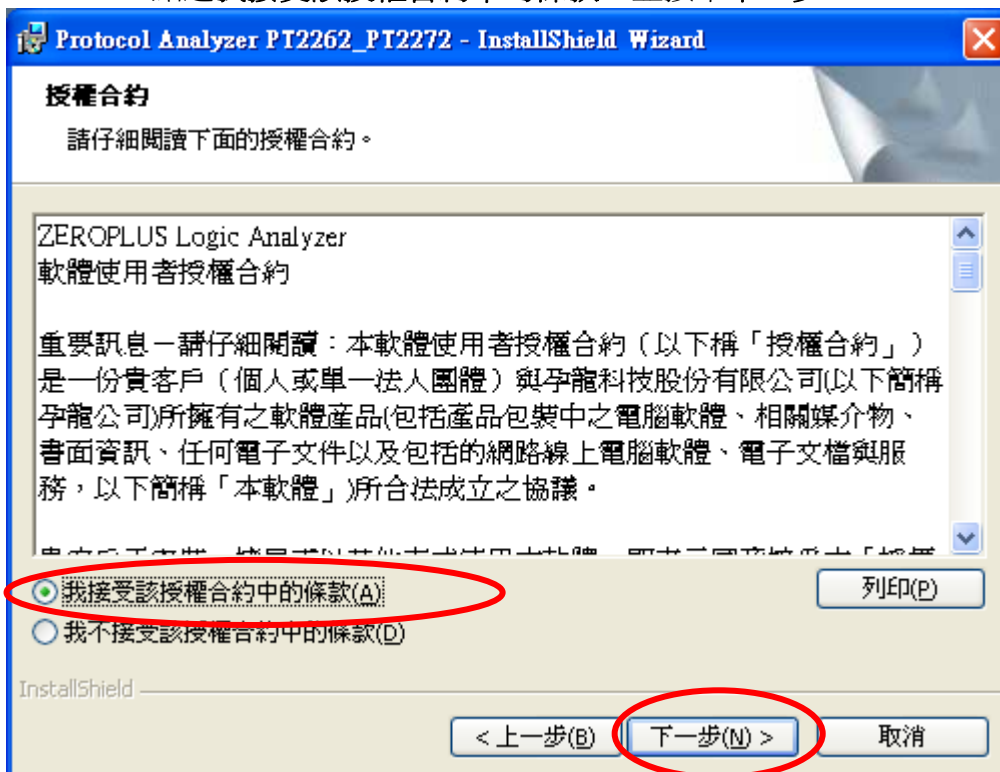 Protocol Analyzer PT2262_PT2272 - InstallShield Wizard
授權合約
請仔細閱讀下面的授權合約。
ZEROPLUS Logic Analyzer
軟體使用者授權合約
重要訊息－請仔細閱讀：本軟體使用者授權合約（以下稱「授權合約」）
是一份貴客戶（個人或單一法人團體）與孕龍科技股份有限公司(以下簡稱
孕龍公司)所擁有之軟體產品(包括產品包裝中之電腦軟體、相關媒介物、
書面資訊、任何電子文件以及包括的網路線上電腦軟體、電子文檔與服
務，以下簡稱「本軟體」)所合法成立之協議。
我接受該授權合約中的條款(A)
列印(P)
我不接受該授權合約中的條款(D)
InstallShield
< 上一步(B)
下一步(N) >
取消